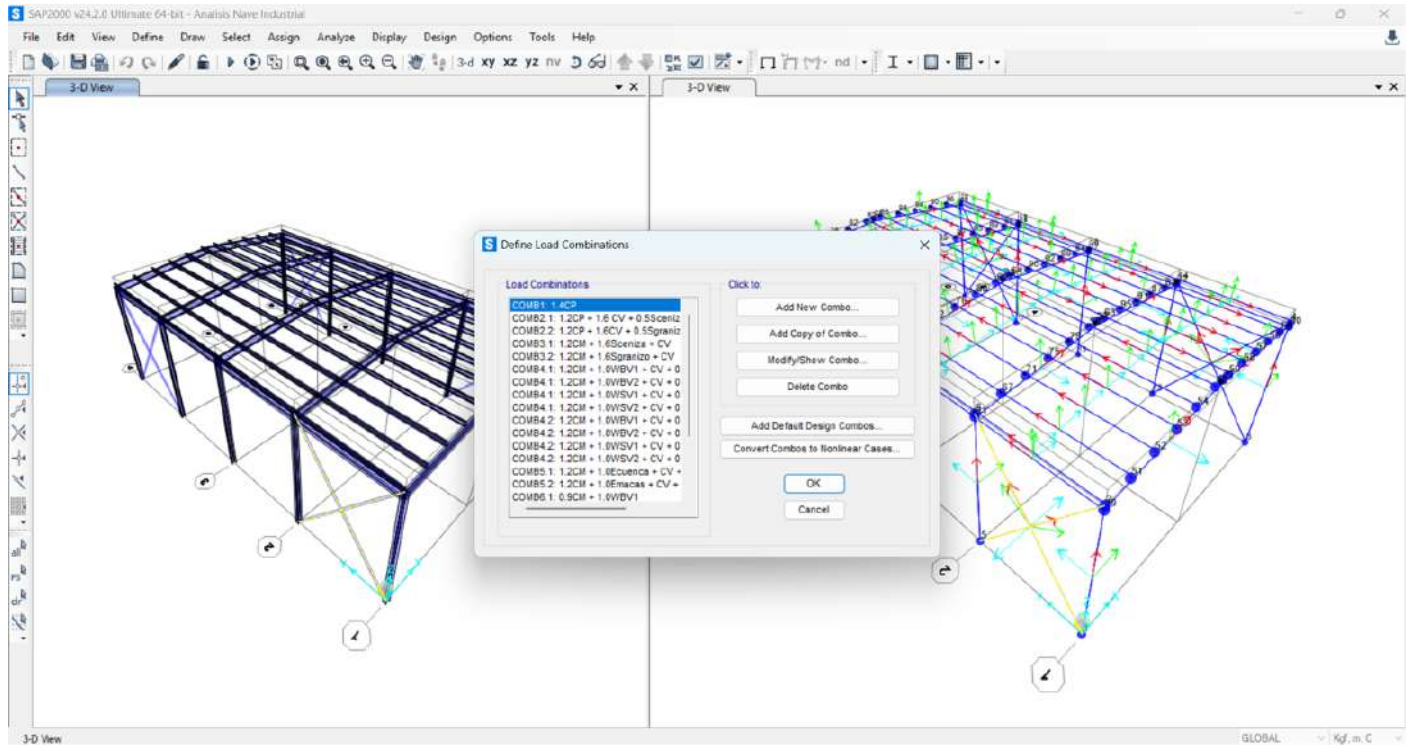 SAP2000 v24.2.0 Ultimate 64-bit - Analisis Nave Industrial
File Edit View Define Draw Select Assign Analyze Display Design Options Tools Help
3-d xy xz yz nv nd
3-D View
3-D View
Define Load Combinations
Load Combinations
COMB1: 1.4CP
COMB2.1: 1.2CP + 1.6 CV + 0.5Sceniz
COMB2.2: 1.2CP + 1.6CV + 0.5Sgraniz
COMB3.1: 1.2CM + 1.6Sceniza + CV
COMB3.2: 1.2CM + 1.6Sgranizo + CV
COMB4.1: 1.2CM + 1.0WBV1 + CV + 0
COMB4.1: 1.2CM + 1.0WBV2 + CV + 0
COMB4.1: 1.2CM + 1.0WSV1 + CV + 0
COMB4.1: 1.2CM + 1.0WSV2 + CV + 0
COMB4.2: 1.2CM + 1.0WBV1 + CV + 0
COMB4.2: 1.2CM + 1.0WBV2 + CV + 0
COMB4.2: 1.2CM + 1.0WSV1 + CV + 0
COMB4.2: 1.2CM + 1.0WSV2 + CV + 0
COMB5.1: 1.2CM + 1.0Ecuenca + CV +
COMB5.2: 1.2CM + 1.0Emacas + CV +
COMB6.1: 0.9CM + 1.0WBV1
Click to:
Add New Combo...
Add Copy of Combo...
Modify/Show Combo...
Delete Combo
Add Default Design Combos...
Convert Combos to Nonlinear Cases...
OK
Cancel
all
ps
clr
3-D View
GLOBAL
Kgf, m, C